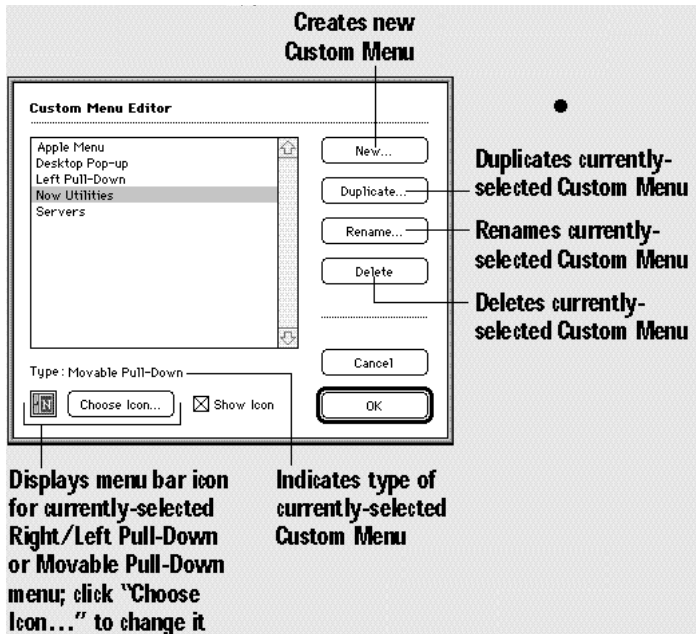 Creates new
Custom Menu
Custom Menu Editor
Apple Menu
Desktop Pop-up
Left Pull-Down
Now Utilities
Servers
New...
Duplicate...
Rename...
Delete
Cancel
OK
Type: Movable Pull-Down
Choose Icon...
Show Icon
Duplicates currently-
selected Custom Menu
Renames currently-
selected Custom Menu
Deletes currently-
selected Custom Menu
Displays menu bar icon
for currently-selected
Right/Left Pull-Down
or Movable Pull-Down
menu; click “Choose
Icon...” to change it
Indicates type of
currently-selected
Custom Menu